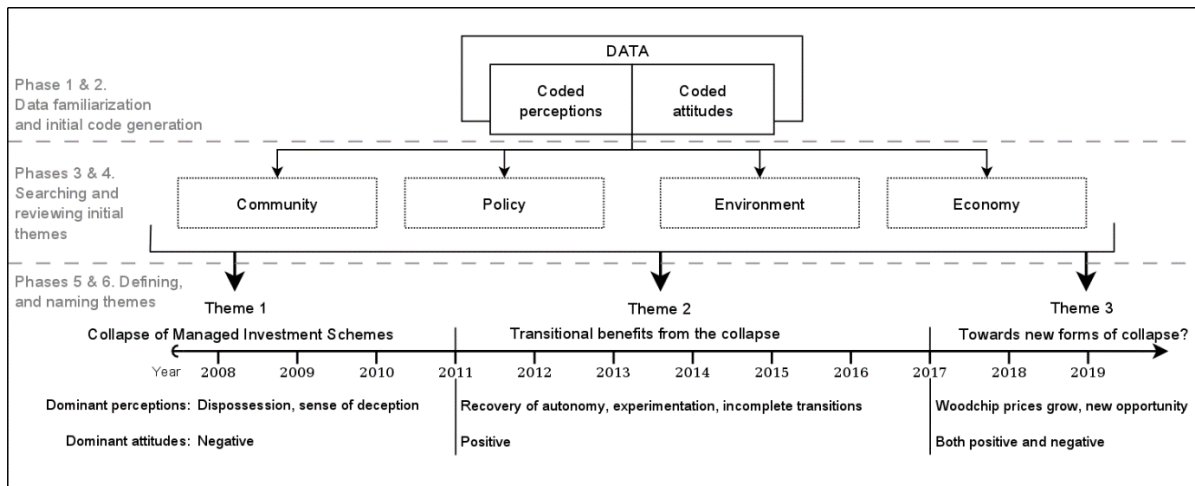 DATA
Coded
perceptions
Coded
attitudes
Phase 1 & 2.
Data familiarization
and initial code generation
Phases 3 & 4.
Searching and
reviewing initial
themes
Community
Policy
Environment
Economy
Phases 5 & 6. Defining,
and naming themes
Theme 1
Theme 2
Theme 3
Collapse of Managed Investment Schemes
Transitional benefits from the collapse
Towards new forms of collapse?
Year 2008 2009 2010 2011 2012 2013 2014 2015 2016 2017 2018 2019
Dominant perceptions: Dispossession, sense of deception
Recovery of autonomy, experimentation, incomplete transitions
Woodchip prices grow, new opportunity
Dominant attitudes: Negative
Positive
Both positive and negative